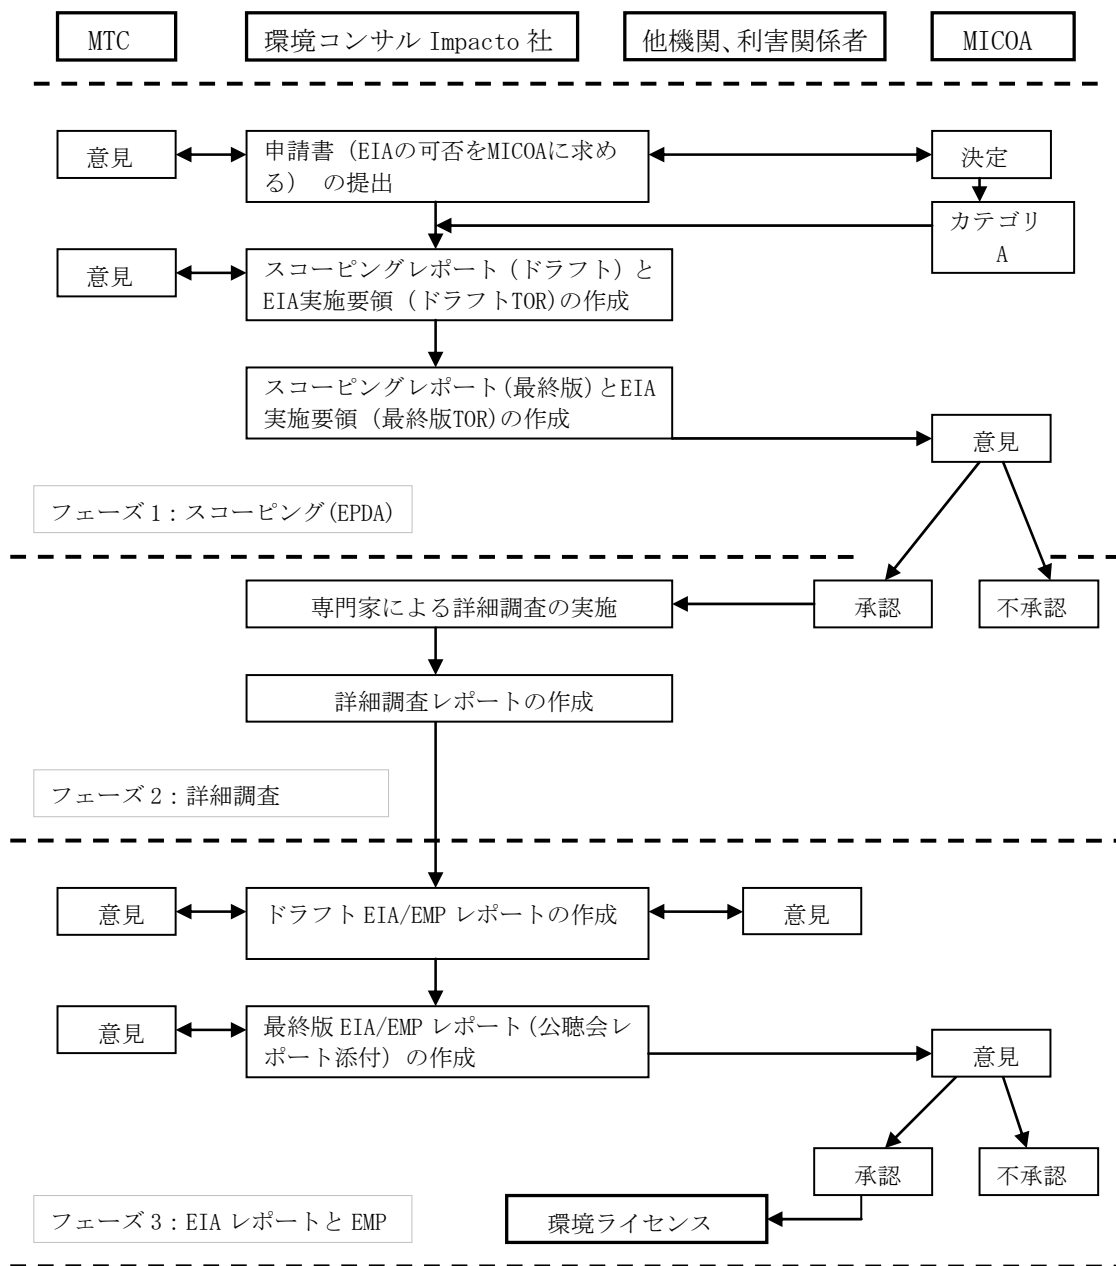 MTC
環境コンサル Impacto 社
他機関、利害関係者
MICOA
意見
申請書（EIAの可否をMICOAに求め
る） の提出
決定
カテゴリ
A
意見
スコーピングレポート（ドラフト）と
EIA実施要領（ドラフトTOR)の作成
スコーピングレポート(最終版)とEIA
実施要領（最終版TOR)の作成
意見
フェーズ 1：スコーピング(EPDA)
専門家による詳細調査の実施
承認
不承認
詳細調査レポートの作成
フェーズ 2：詳細調査
意見
ドラフト EIA/EMP レポートの作成
意見
意見
最終版 EIA/EMP レポート(公聴会レ
ポート添付）の作成
意見
承認
不承認
フェーズ 3：EIA レポートと EMP
環境ライセンス